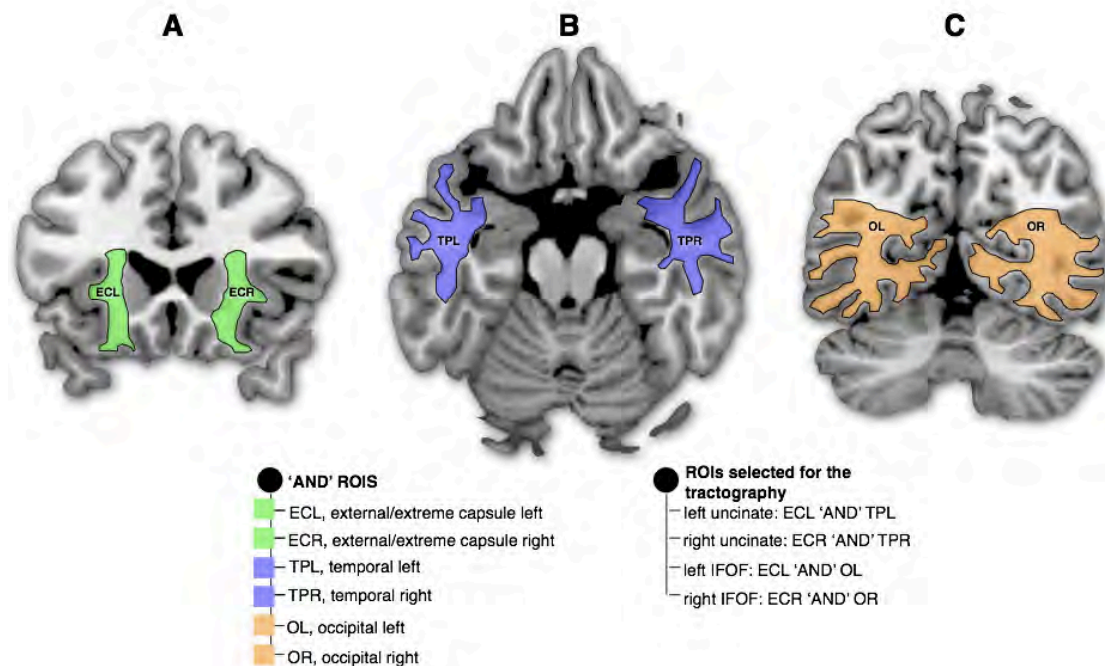 A
B
C
ECL
ECR
TPL
TPR
OL
OR
'AND' ROIS
ECL, external/extreme capsule left
ECR, external/extreme capsule right
TPL, temporal left
TPR, temporal right
OL, occipital left
OR, occipital right
ROIs selected for the
tractography
left uncinate: ECL 'AND' TPL
right uncinate: ECR 'AND' TPR
left IFOF: ECL 'AND' OL
right IFOF: ECR 'AND' OR